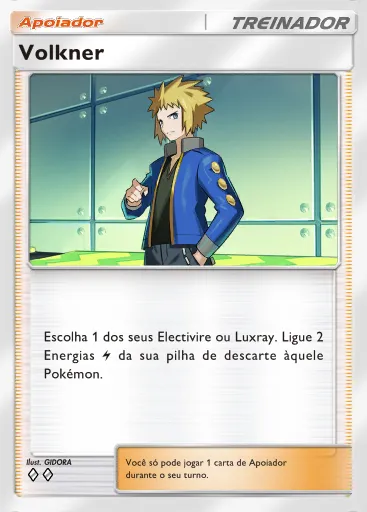 Apoiador
TREINADOR
Volkner
Escolha 1 dos seus Electivire ou Luxray. Ligue 2
Energias da sua pilha de descarte àquele
Pokémon.
Ilust. GIDORA
Você só pode jogar 1 carta de Apoiador
durante o seu turno.